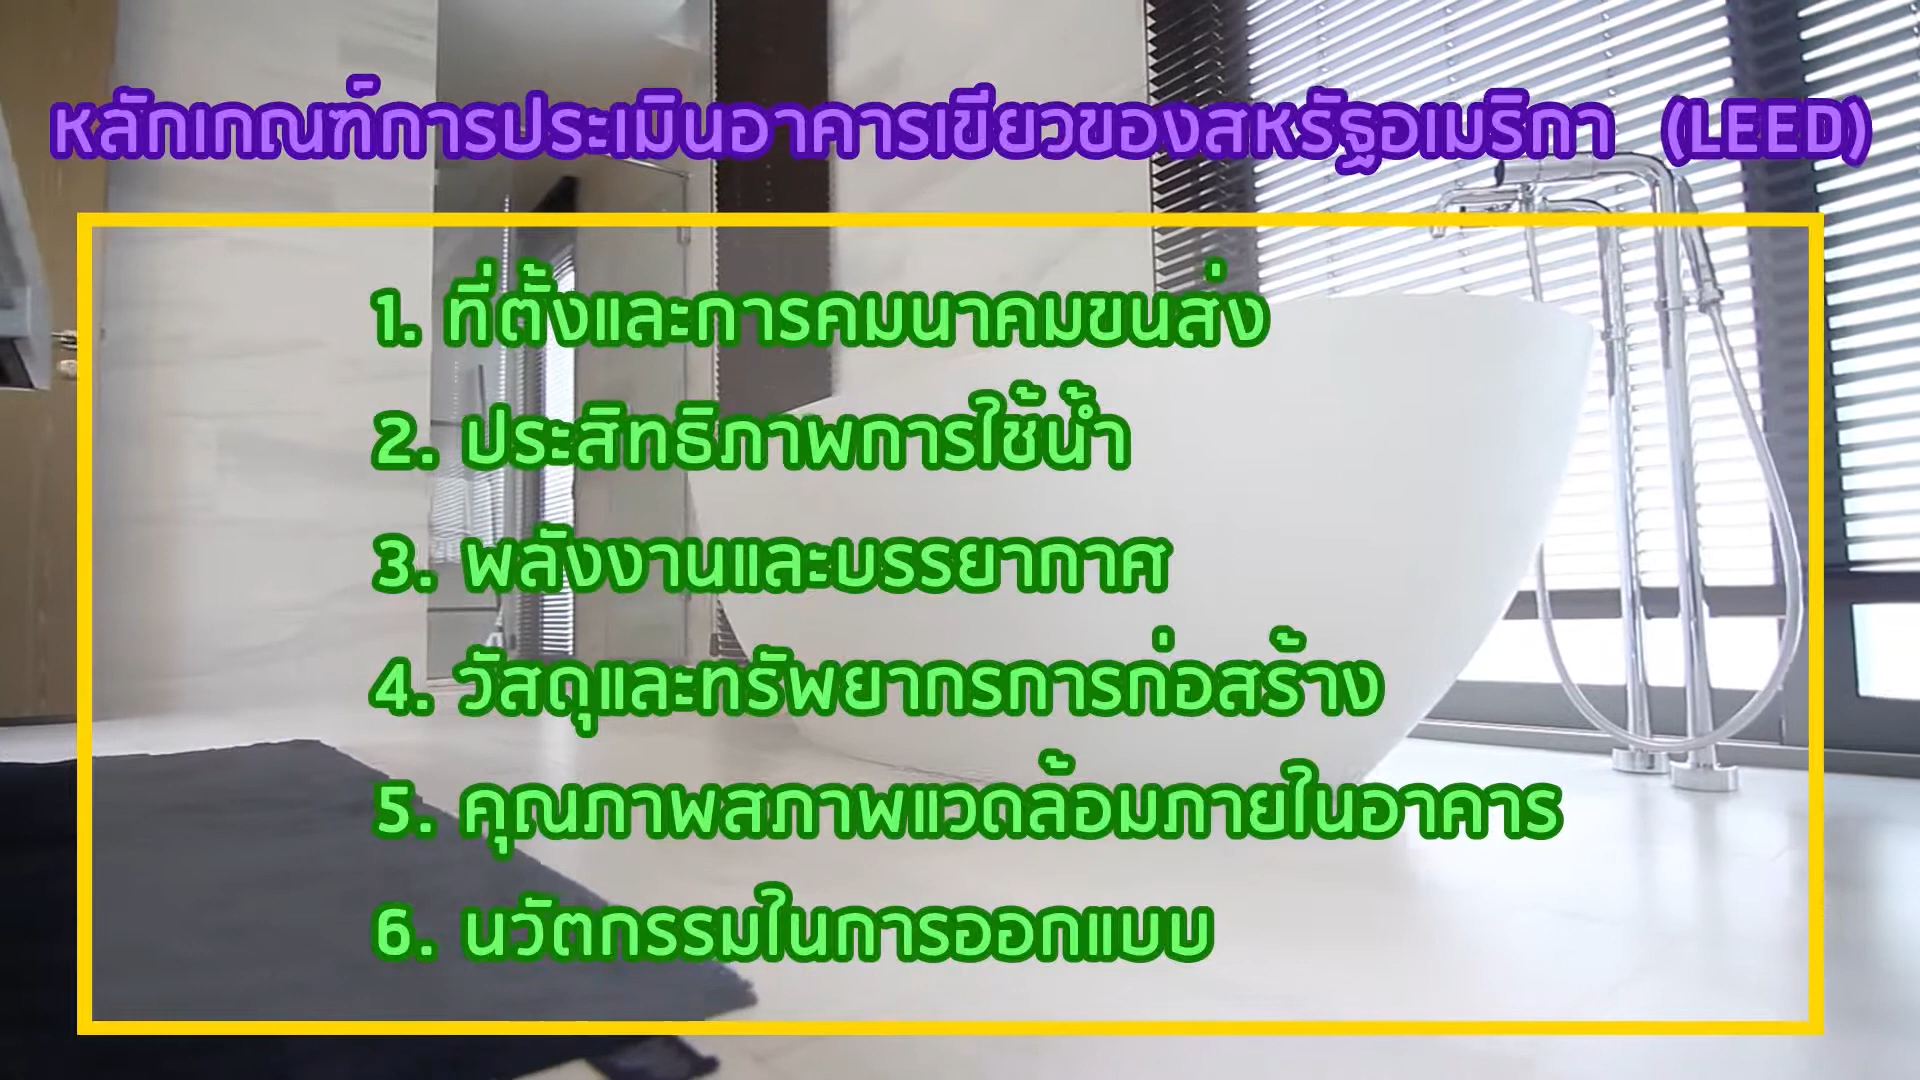 หลักเกณฑ์การประเมินอาคารเขียวของสหรัฐอเมริกา (LEED)
1. ที่ตั้งและการคมนาคมขนส่ง
2. ประสิทธิภาพการใช้น้ำ
3. พลังงานและบรรยากาศ
4. วัสดุและทรัพยากรการก่อสร้าง
5. คุณภาพสภาพแวดล้อมภายในอาคาร
6. นวัตกรรมในการออกแบบ